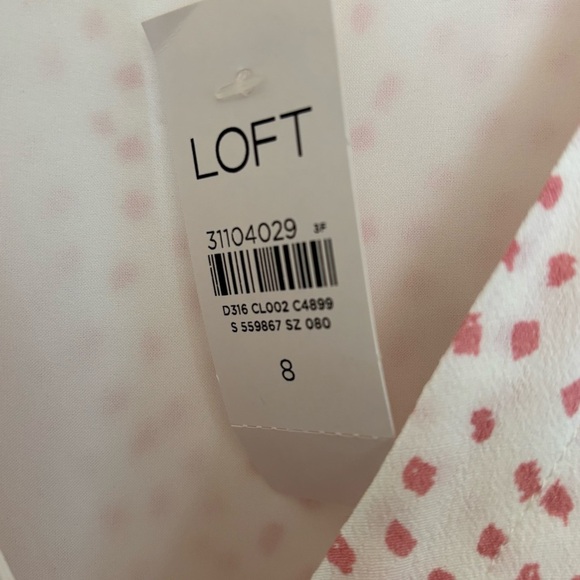 LOFT
31104029 3F
D316 CL002 C4899
S 559867 SZ 080
8